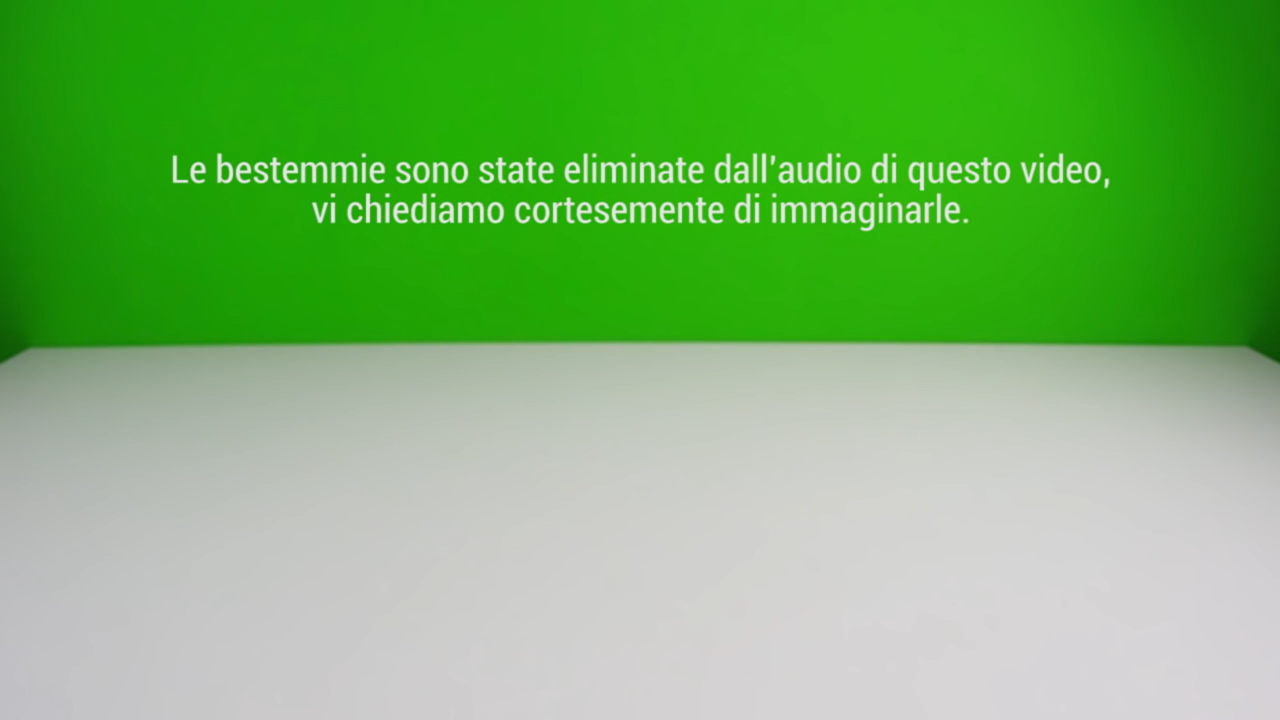 Le bestemmie sono state eliminate dall'audio di questo video,
vi chiediamo cortesemente di immaginarle.